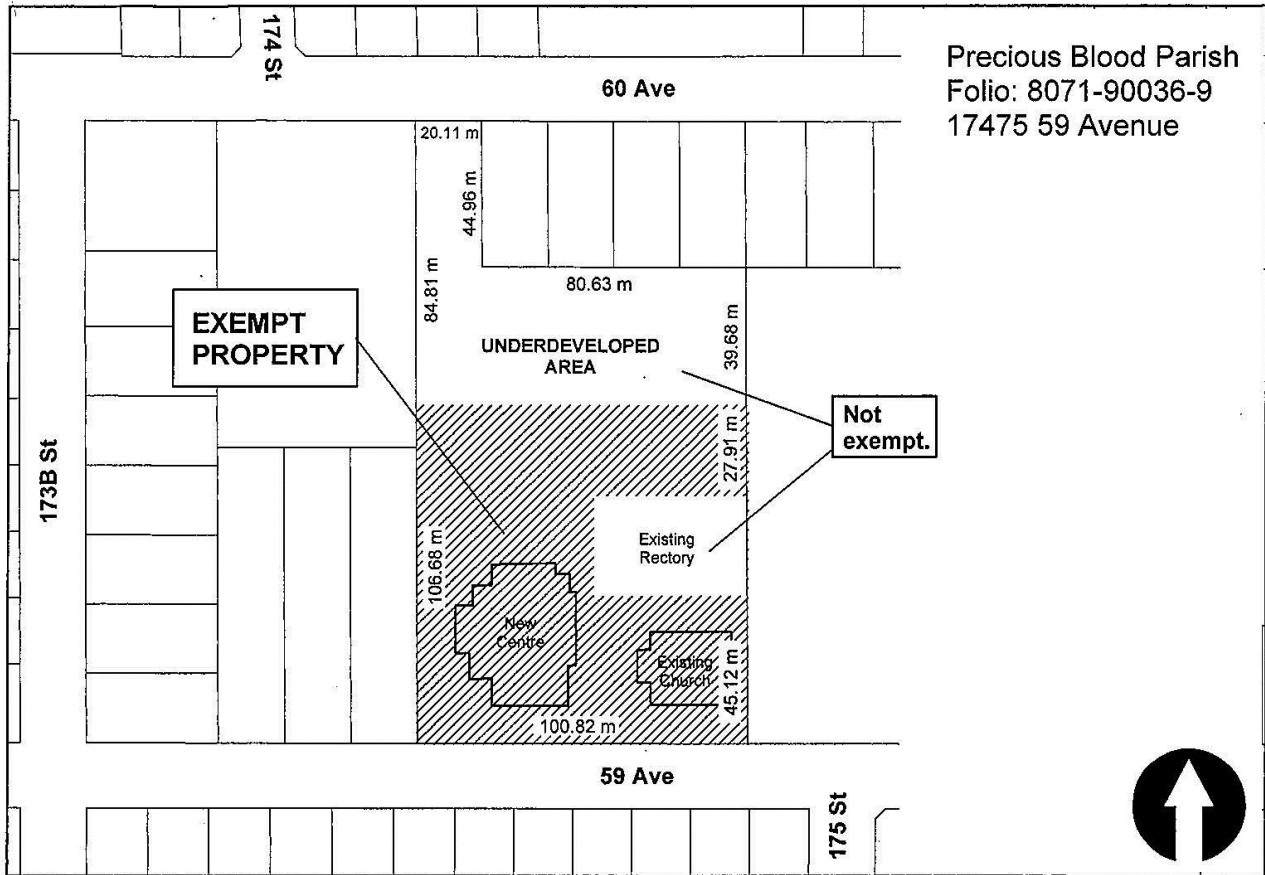 174 St
60 Ave
Precious Blood Parish
Folio: 8071-90036-9
17475 59 Avenue
20.11 m
44.96 m
80.63 m
84.81 m
EXEMPT
PROPERTY
UNDERDEVELOPED
AREA
39.68 m
Not
exempt.
27.91 m
173B St
106.68 m
Existing
Rectory
New
Centre
Existing
Church
45.12 m
100.82 m
59 Ave
175 St